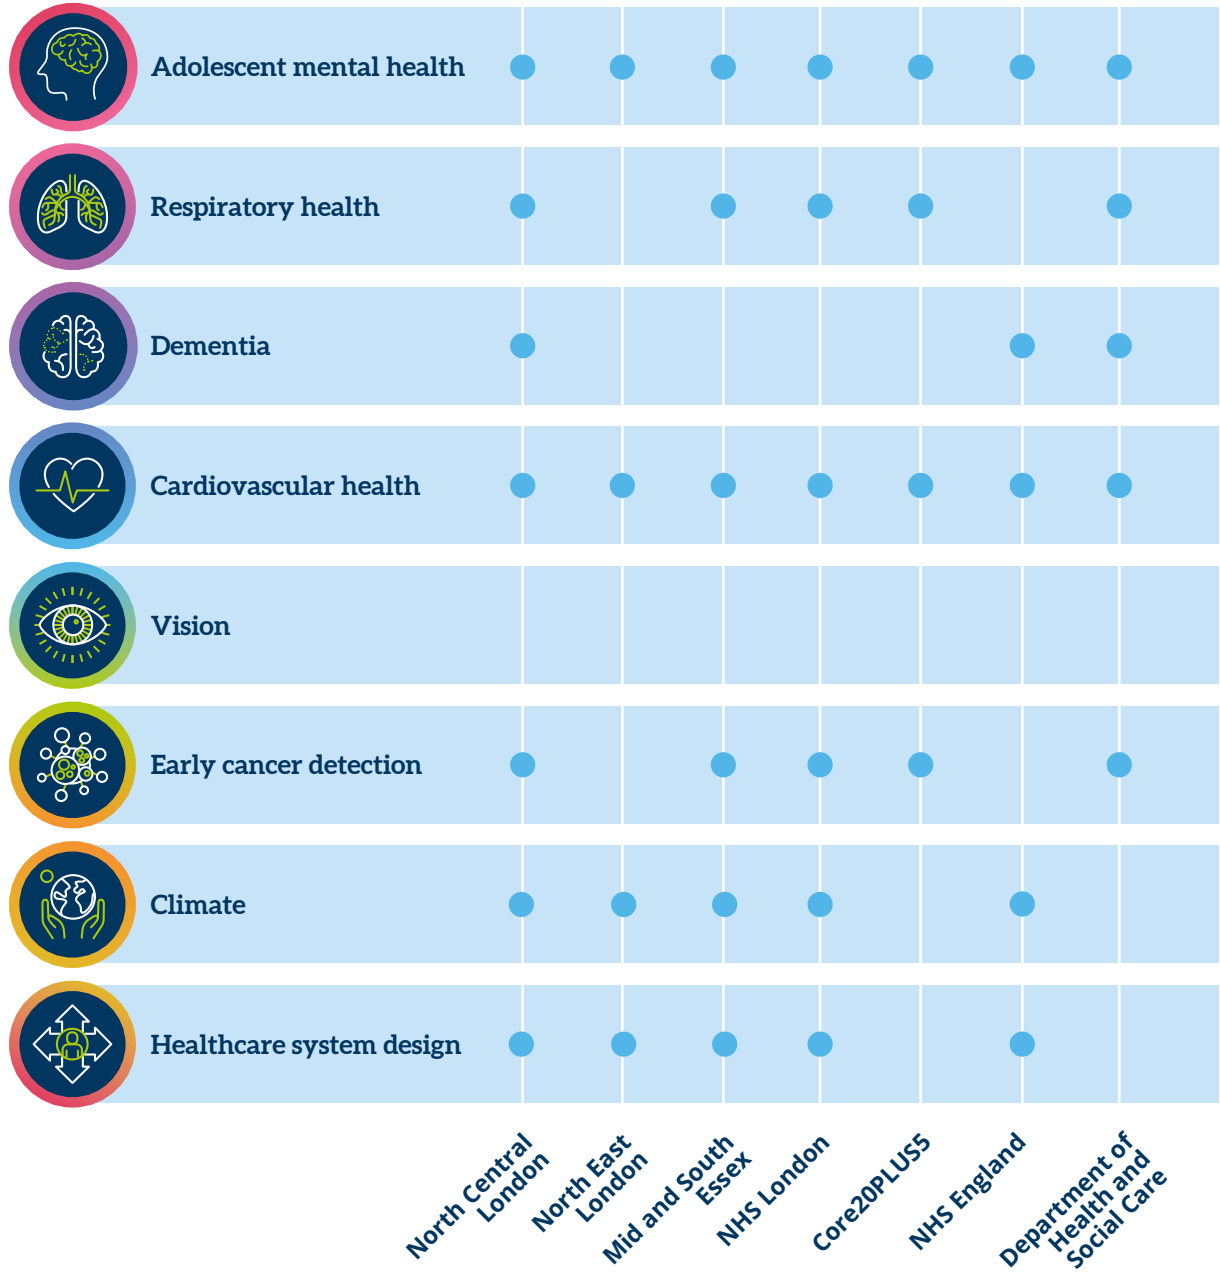 Adolescent mental health
Respiratory health
Dementia
Cardiovascular health
Vision
Early cancer detection
Climate
Healthcare system design
North Central
London
North East
London
Mid and South
Essex
NHS London
Core20PLUS5
NHS England
Department of
Health and
Social Care